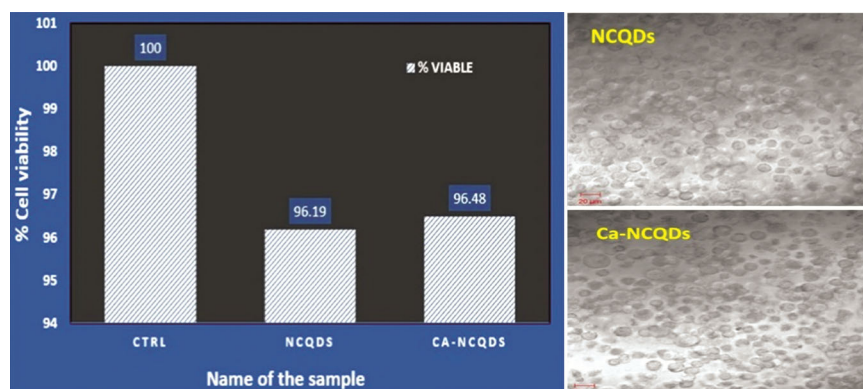 101
100
99
98
97
96
95
94
% Cell viability
100
96.19
96.48
% VIABLE
CTRL
NCQDS
CA-NCQDS
Name of the sample
NCQDs
20 µm
Ca-NCQDs